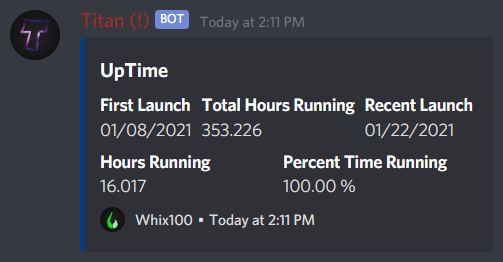 Titan (!) BOT Today at 2:11 PM
UpTime
First Launch Total Hours Running Recent Launch
01/08/2021 353.226 01/22/2021
Hours Running Percent Time Running
16.017 100.00 %
Whix100 • Today at 2:11 PM